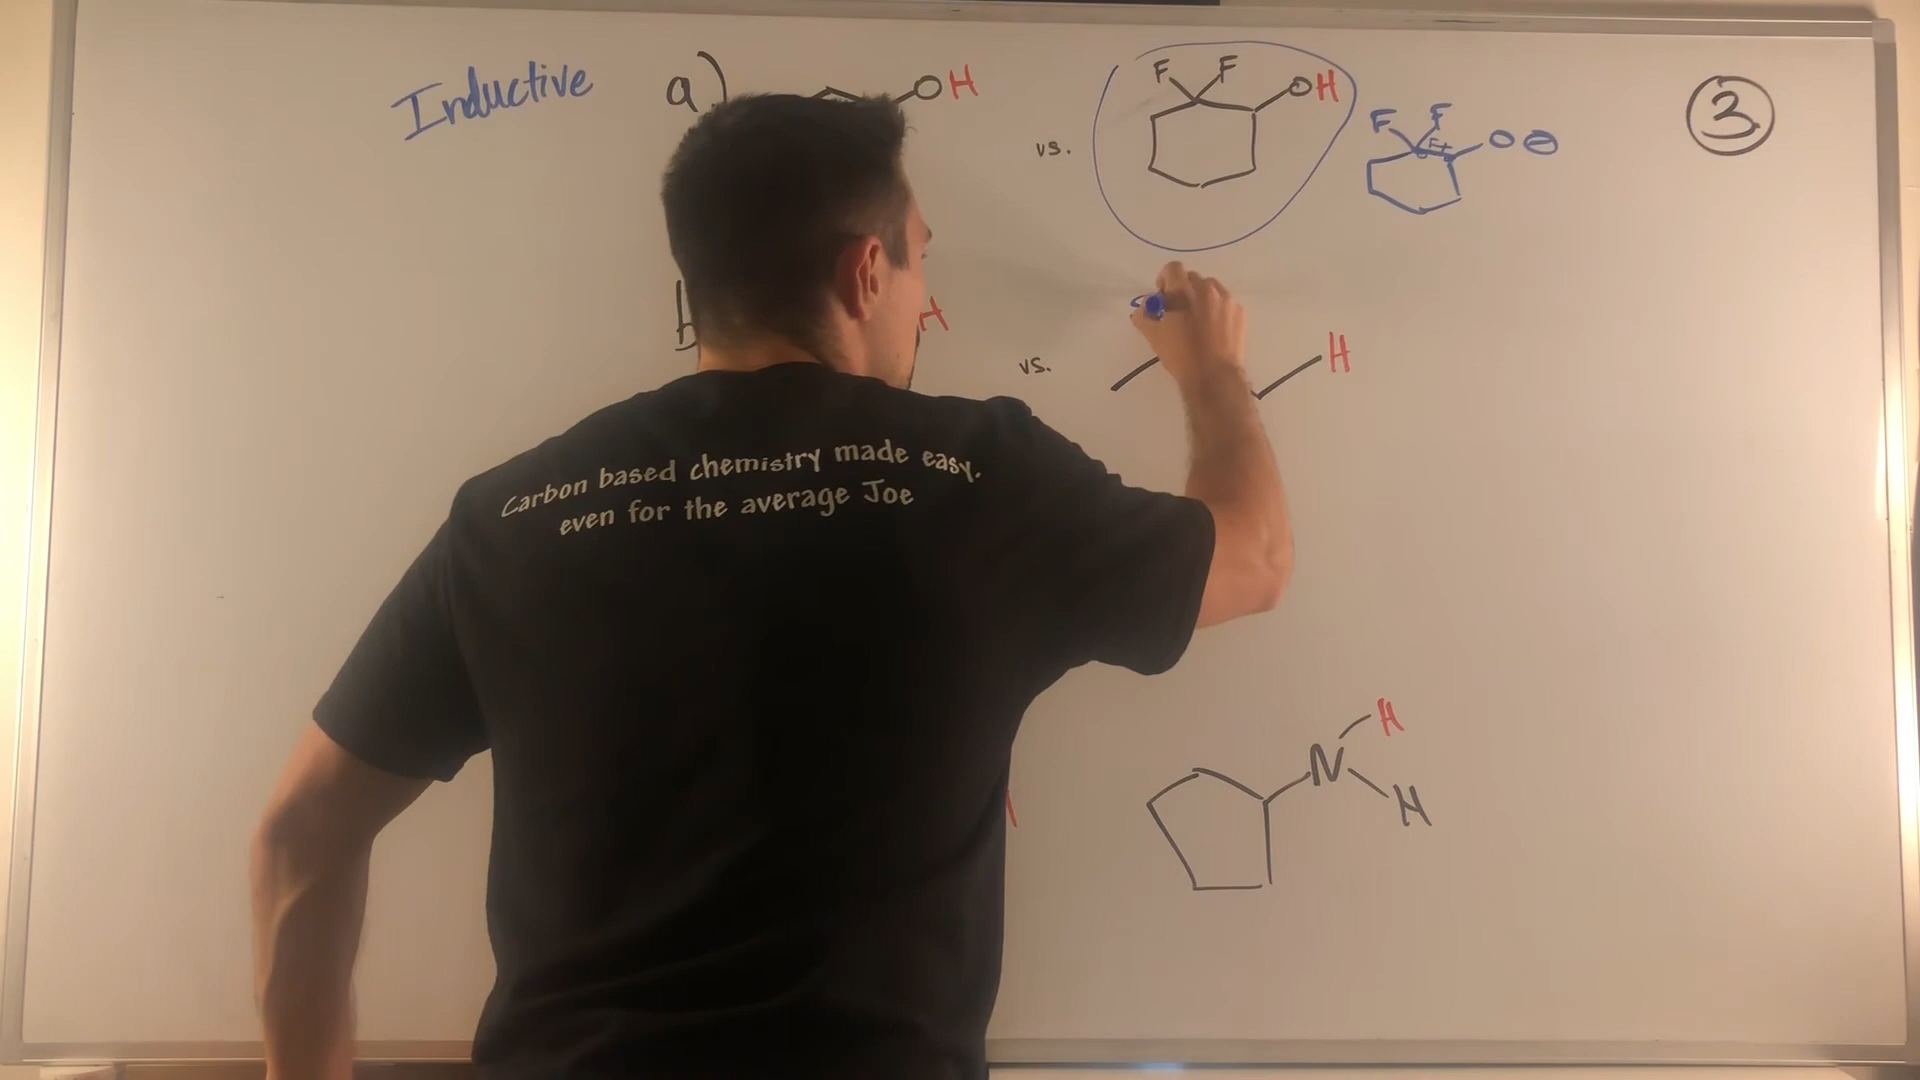 Inductive
a)
OH
vs.
F F
OH
F F
δ+
O ⊖
3
b
H
vs.
H
Carbon based chemistry made easy,
even for the average Joe
N
H
H